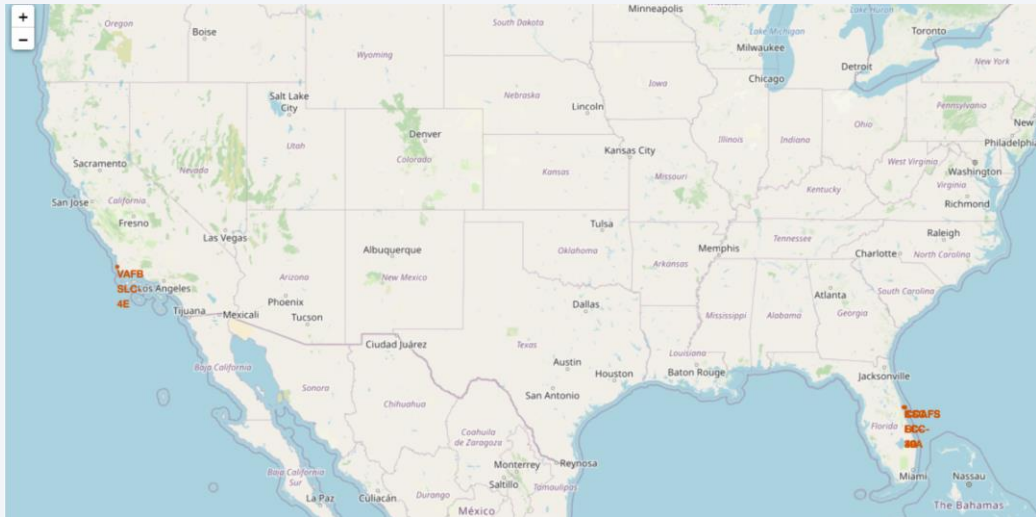 +
−
Oregon
Boise
South Dakota
Minneapolis
Lake Huron
Toronto
Wyoming
Lake Michigan
Milwaukee
Chicago
Detroit
New York
Salt Lake
City
Nebraska
Iowa
Lincoln
Pennsylvania
New
Philadelphia
Sacramento
Nevada
Utah
Denver
Colorado
Kansas City
Illinois
Indiana
Ohio
San Jose
California
Fresno
Kansas
Missouri
West Virginia
Washington
Virginia
Richmond
Kentucky
Las Vegas
Albuquerque
New Mexico
Tulsa
Oklahoma
Arkansas
Memphis
Tennessee
Raleigh
Charlotte
North Carolina
VAFB
SLC-
4E
Los Angeles
Arizona
Phoenix
Tucson
Tijuana
Mexicali
Dallas
Mississippi
Alabama
Atlanta
Georgia
South Carolina
Ciudad Juárez
Texas
Austin
Houston
San Antonio
Louisiana
Baton Rouge
Jacksonville
Baja California
Sonora
Chihuahua
Florida
Coahuila
de Zaragoza
Monterrey
Reynosa
Saltillo
Tamaulipas
Miami
Nassau
The Bahamas
Baja California
Sur
La Paz
Culiacán
Durango
México